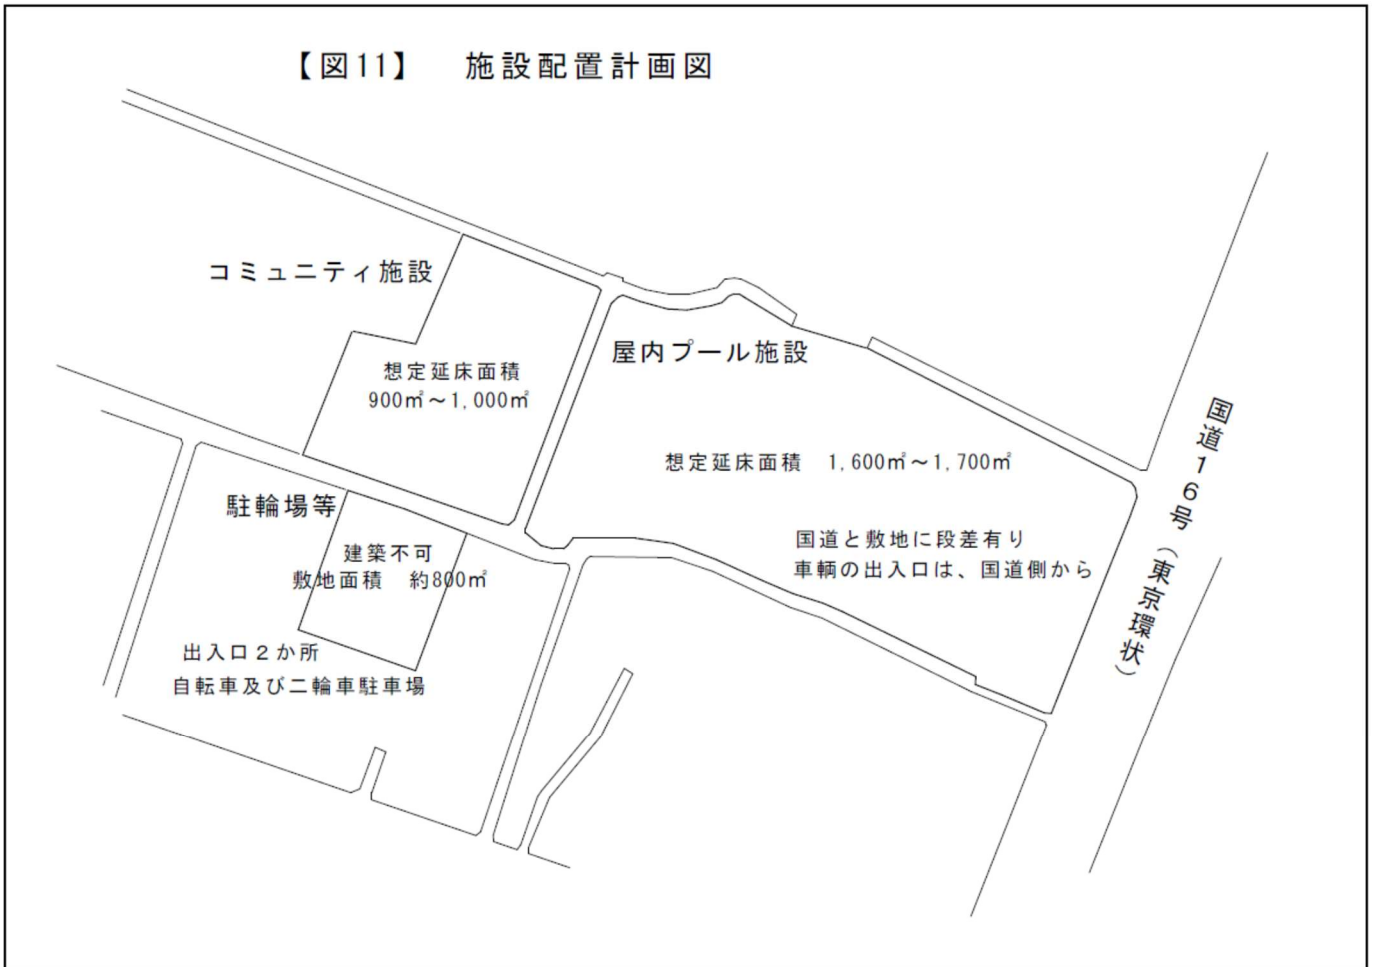 【図11】 施設配置計画図
コミュニティ施設
想定延床面積
900㎡～1,000㎡
屋内プール施設
想定延床面積 1,600㎡～1,700㎡
国道と敷地に段差有り
車輌の出入口は、国道側から
国道16号（東京環状）
駐輪場等
建築不可
敷地面積 約800㎡
出入口２か所
自転車及び二輪車駐車場